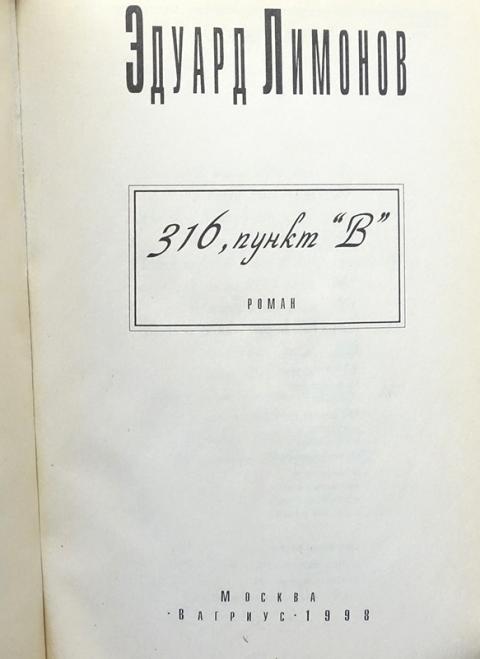 Эдуард Лимонов
316, пункт "В"
РОМАН
Москва
·Вагриус·1998